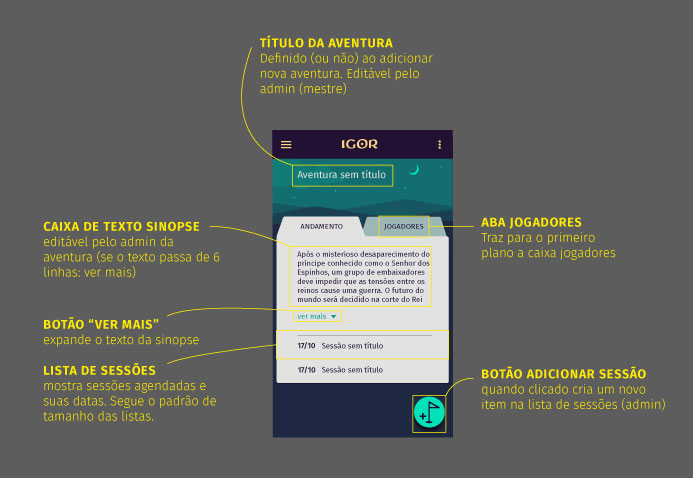 TÍTULO DA AVENTURA
Definido (ou não) ao adicionar
nova aventura. Editável pelo
admin (mestre)
IGOR
Aventura sem título
ANDAMENTO
JOGADORES
CAIXA DE TEXTO SINOPSE
editável pelo admin da
aventura (se o texto passa de 6
linhas: ver mais)
ABA JOGADORES
Traz para o primeiro
plano a caixa jogadores
Após o misterioso desaparecimento do
príncipe conhecido como o Senhor dos
Espinhos, um grupo de embaixadores
deve impedir que as tensões entre os
reinos cause uma guerra. O futuro do
mundo será decidido na corte do Rei
ver mais
BOTÃO “VER MAIS”
expande o texto da sinopse
17/10 Sessão sem título
17/10 Sessão sem título
LISTA DE SESSÕES
mostra sessões agendadas e
suas datas. Segue o padrão de
tamanho das listas.
BOTÃO ADICIONAR SESSÃO
quando clicado cria um novo
item na lista de sessões (admin)